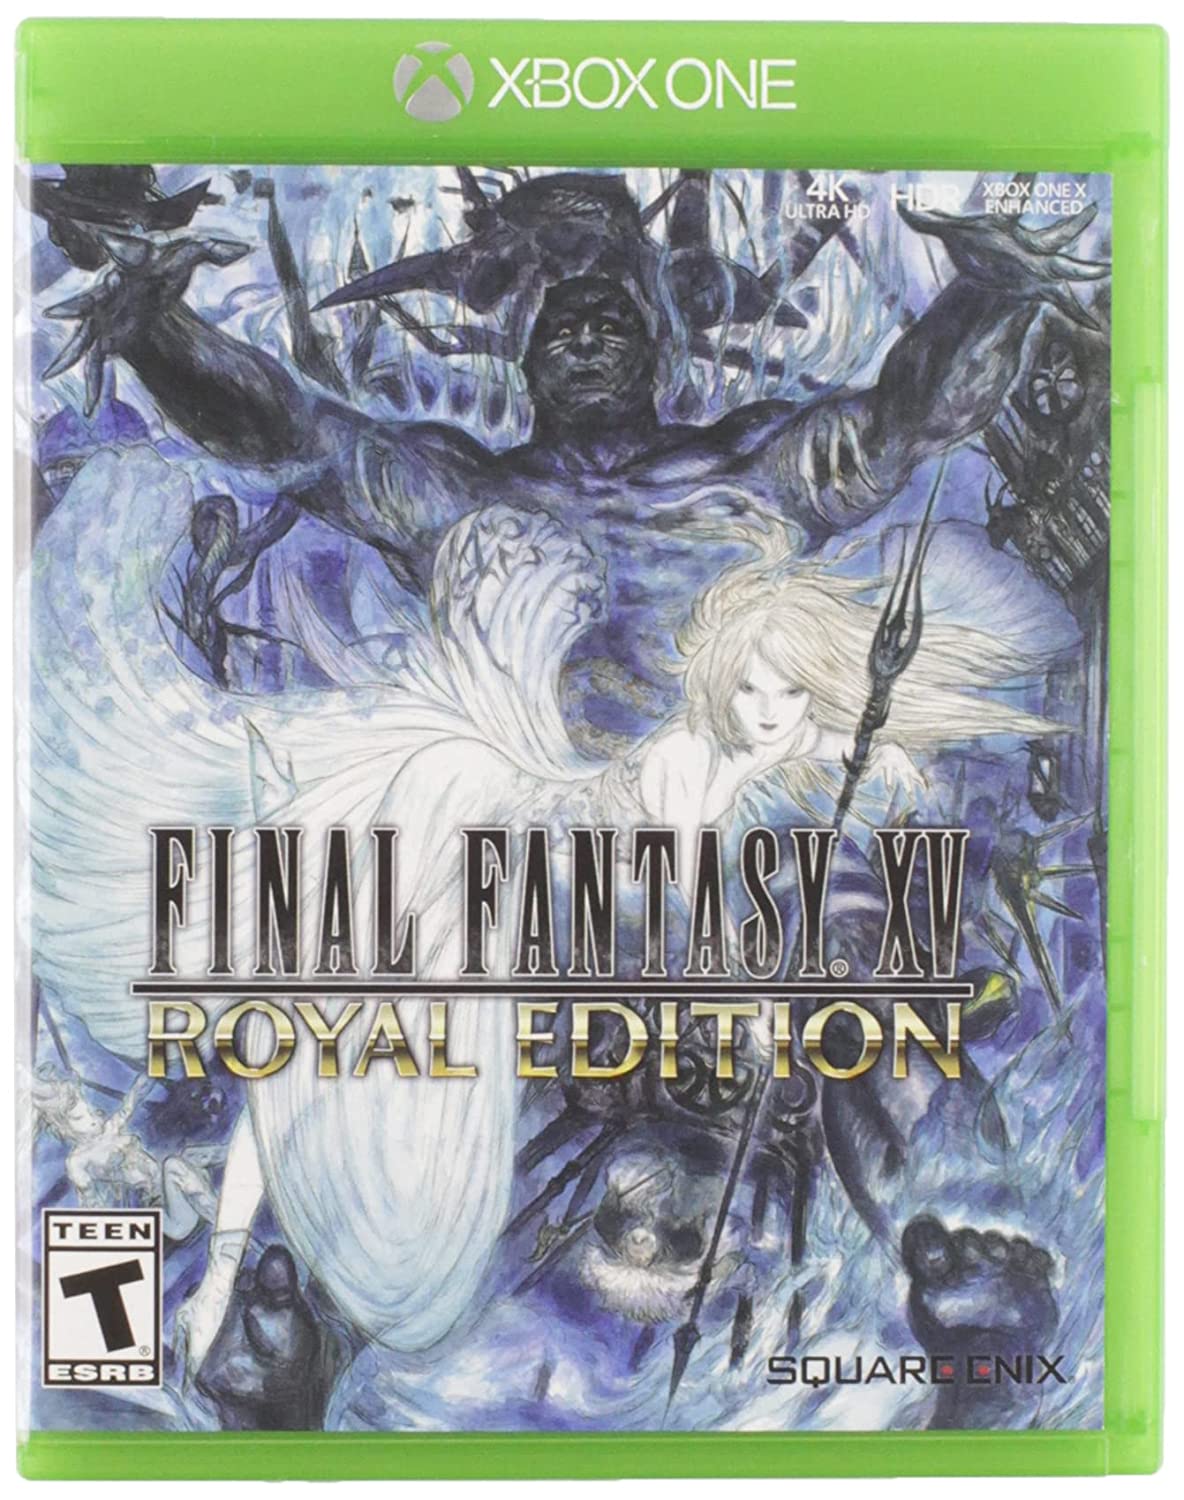 XBOX ONE
4K
ULTRA HD
HDR
XBOX ONE X
ENHANCED
FINAL FANTASY® XV
ROYAL EDITION
TEEN
T
®
ESRB
SQUARE ENIX